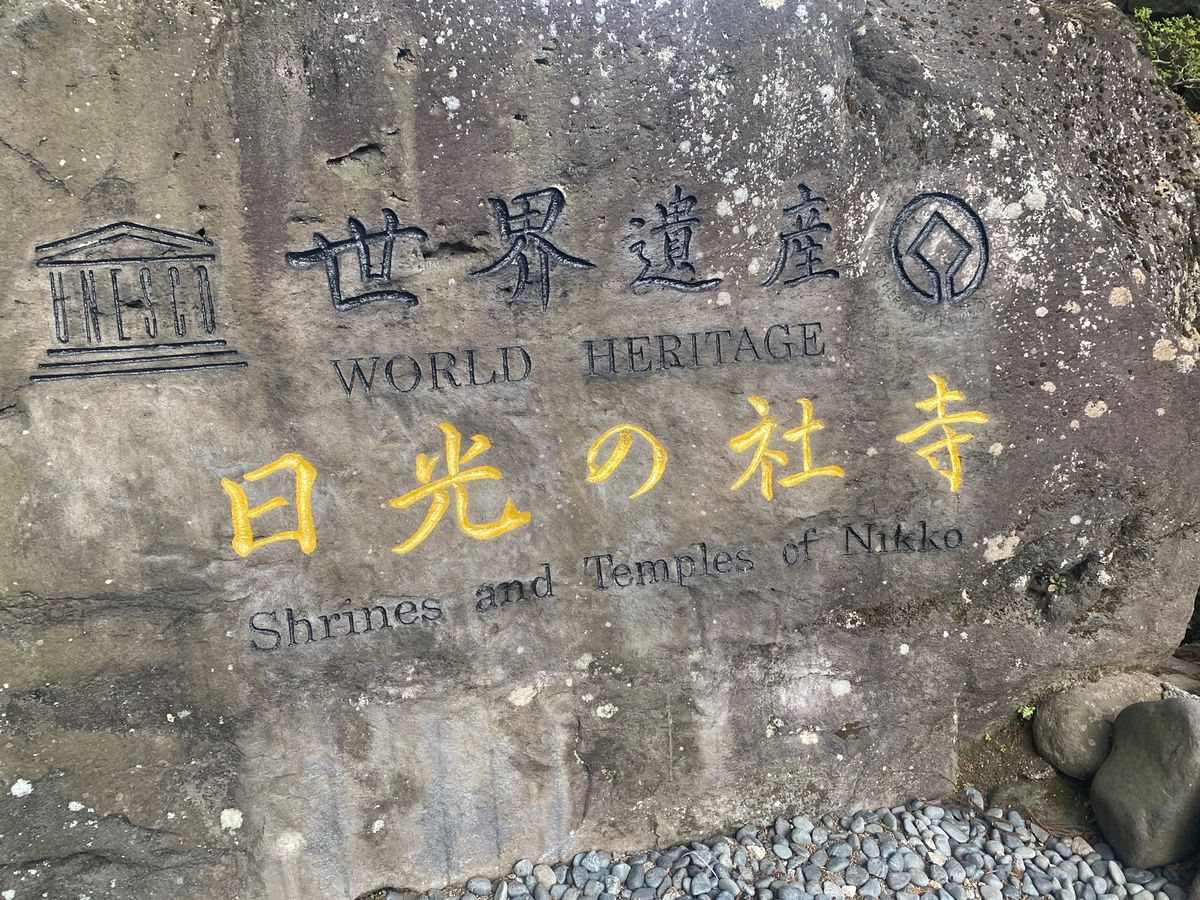 UNESCO
世界遺産
WORLD HERITAGE
日光の社寺
Shrines and Temples of Nikko